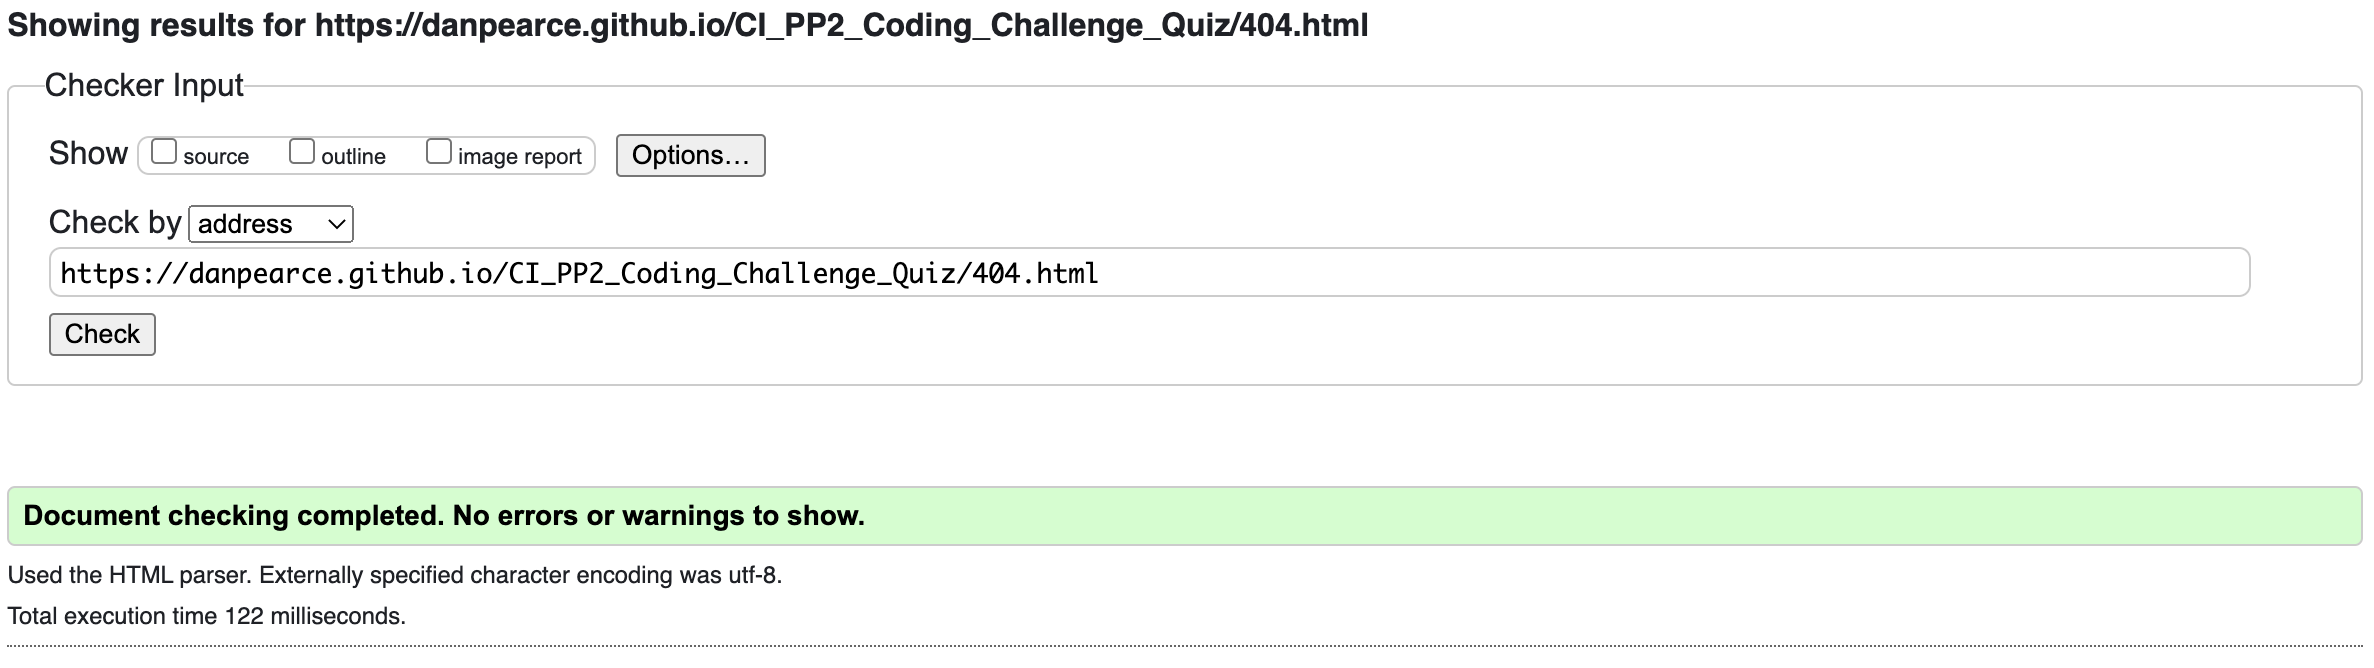 Showing results for https://danpearce.github.io/CI_PP2_Coding_Challenge_Quiz/404.html
Checker Input
Show source outline image report Options...
Check by address
https://danpearce.github.io/CI_PP2_Coding_Challenge_Quiz/404.html
Check
Document checking completed. No errors or warnings to show.
Used the HTML parser. Externally specified character encoding was utf-8.
Total execution time 122 milliseconds.